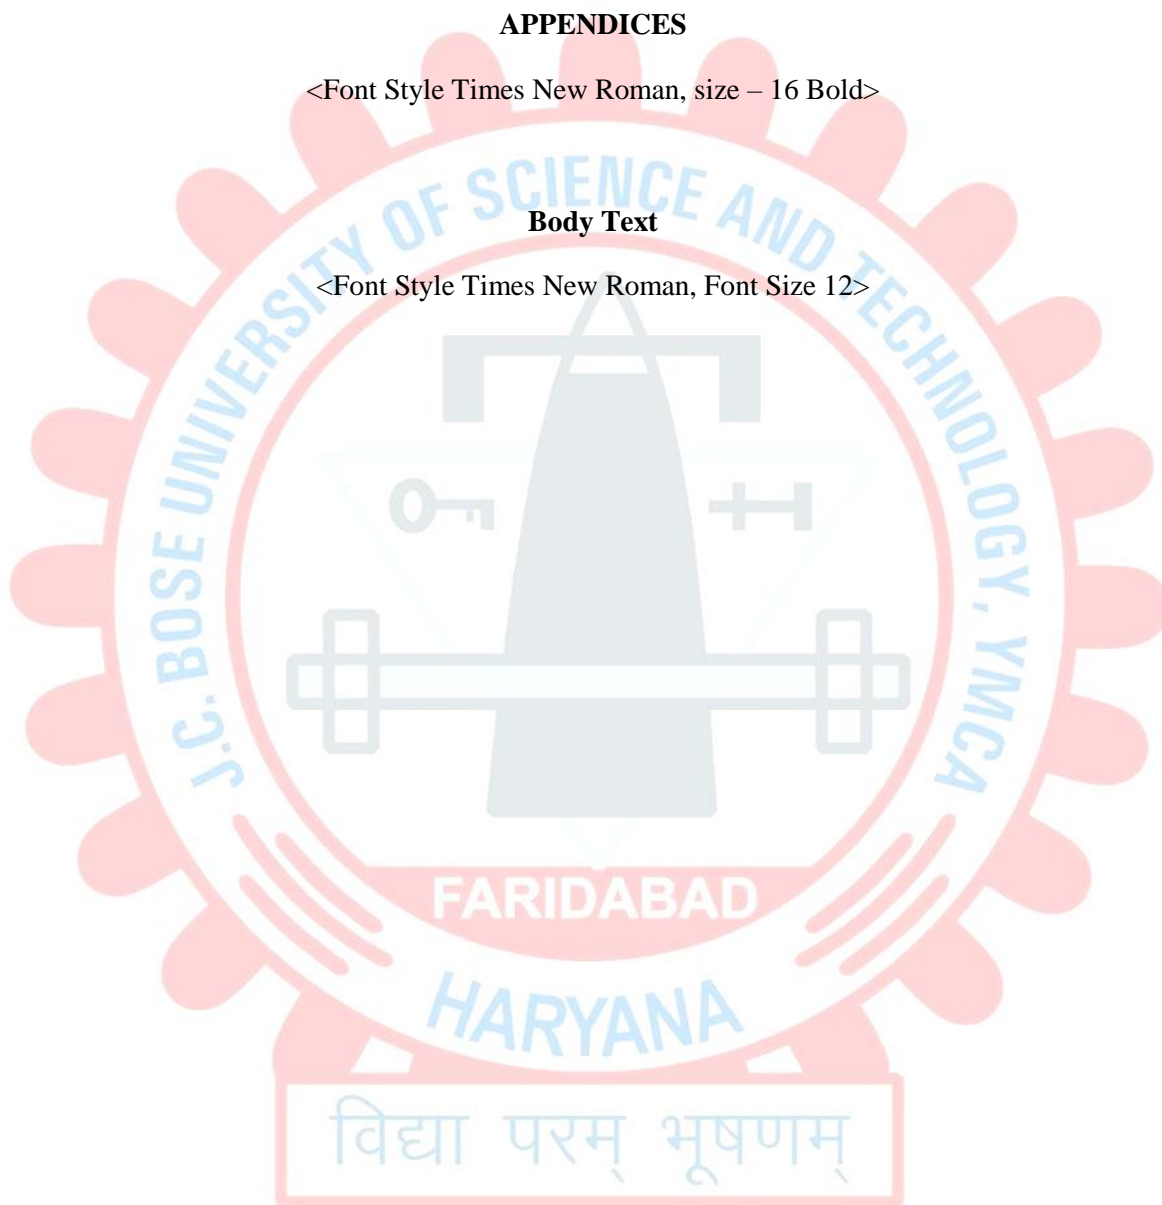 APPENDICES
<Font Style Times New Roman, size – 16 Bold>
Body Text
<Font Style Times New Roman, Font Size 12>
J.C. BOSE UNIVERSITY OF SCIENCE AND TECHNOLOGY, YMCA
FARIDABAD
HARYANA
विद्या परम् भूषणम्